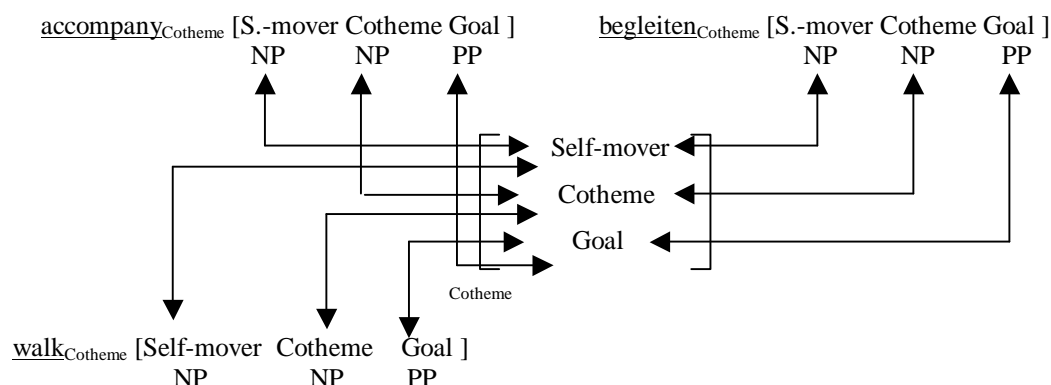 accompanyCotheme [S.-mover Cotheme Goal ] begleitenCotheme [S.-mover Cotheme Goal ]
NP NP PP NP NP PP
Self-mover
Cotheme
Goal
Cotheme
walkCotheme [Self-mover Cotheme Goal ]
NP NP PP